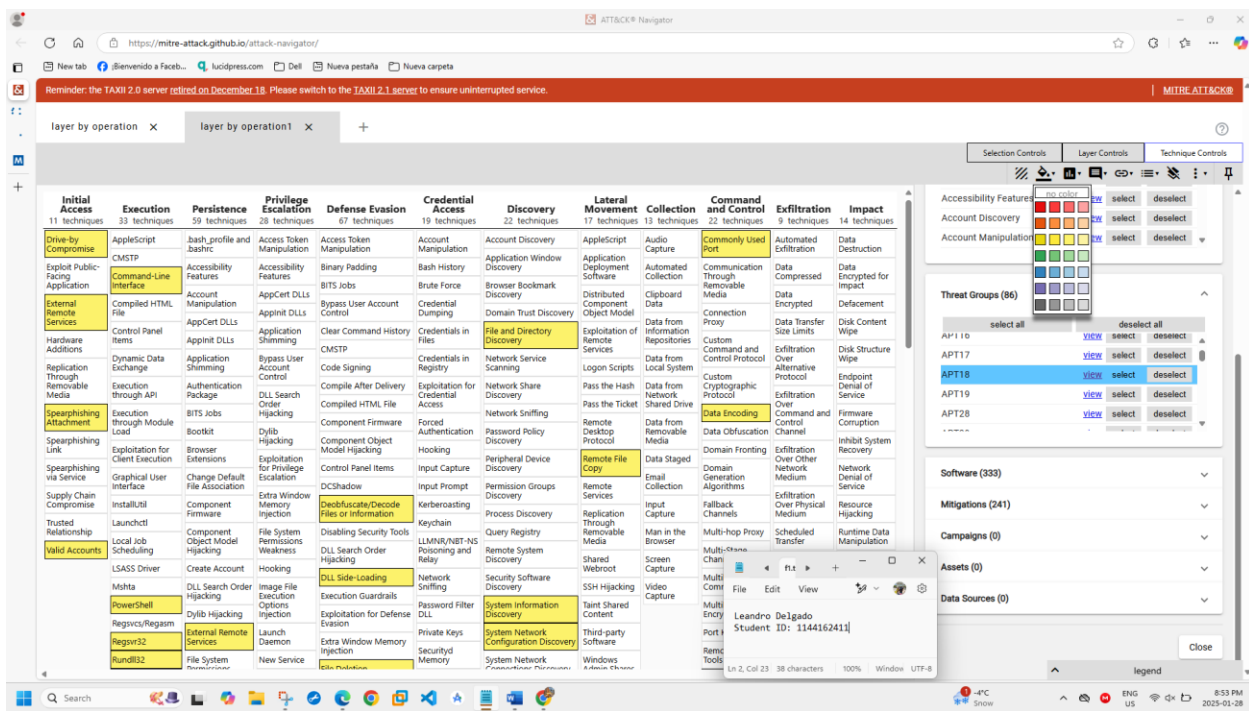 ATT&CK® Navigator
https://mitre-attack.github.io/attack-navigator/
New tab
¡Bienvenido a Faceb...
lucidpress.com
Dell
Nueva pestaña
Nueva carpeta
Reminder: the TAXII 2.0 server retired on December 18. Please switch to the TAXII 2.1 server to ensure uninterrupted service.
MITRE ATT&CK®
layer by operation x
layer by operation1 x
+
Selection Controls
Layer Controls
Technique Controls
Initial Access
11 techniques
Drive-by Compromise
Exploit Public-Facing Application
External Remote Services
Hardware Additions
Replication Through Removable Media
Spearphishing Attachment
Spearphishing Link
Spearphishing via Service
Supply Chain Compromise
Trusted Relationship
Valid Accounts
Execution
33 techniques
AppleScript
CMSTP
Command-Line Interface
Compiled HTML File
Control Panel Items
Dynamic Data Exchange
Execution through API
Execution through Module Load
Exploitation for Client Execution
Graphical User Interface
InstallUtil
Launchctl
Local Job Scheduling
LSASS Driver
Mshta
PowerShell
Regsvcs/Regasm
Regsvr32
Rundll32
Persistence
59 techniques
.bash_profile and .bashrc
Accessibility Features
Account Manipulation
AppCert DLLs
AppInit DLLs
Application Shimming
Authentication Package
BITS Jobs
Bootkit
Browser Extensions
Change Default File Association
Component Firmware
Component Object Model Hijacking
Create Account
DLL Search Order Hijacking
Dylib Hijacking
External Remote Services
File System Permissions
Privilege Escalation
28 techniques
Access Token Manipulation
Accessibility Features
AppCert DLLs
AppInit DLLs
Application Shimming
Bypass User Account Control
DLL Search Order Hijacking
Dylib Hijacking
Exploitation for Privilege Escalation
Extra Window Memory Injection
File System Permissions Weakness
Hooking
Image File Execution Options Injection
Launch Daemon
New Service
Defense Evasion
67 techniques
Access Token Manipulation
Binary Padding
BITS Jobs
Bypass User Account Control
Clear Command History
CMSTP
Code Signing
Compile After Delivery
Compiled HTML File
Component Firmware
Component Object Model Hijacking
Control Panel Items
DCShadow
Deobfuscate/Decode Files or Information
Disabling Security Tools
DLL Search Order Hijacking
DLL Side-Loading
Execution Guardrails
Exploitation for Defense Evasion
Extra Window Memory Injection
File Deletion
Credential Access
19 techniques
Account Manipulation
Bash History
Brute Force
Credential Dumping
Credentials in Files
Credentials in Registry
Exploitation for Credential Access
Forced Authentication
Hooking
Input Capture
Input Prompt
Kerberoasting
Keychain
LLMNR/NBT-NS Poisoning and Relay
Network Sniffing
Password Filter DLL
Private Keys
Securityd Memory
Discovery
22 techniques
Account Discovery
Application Window Discovery
Browser Bookmark Discovery
Domain Trust Discovery
File and Directory Discovery
Network Service Scanning
Network Share Discovery
Network Sniffing
Password Policy Discovery
Peripheral Device Discovery
Permission Groups Discovery
Process Discovery
Query Registry
Remote System Discovery
Security Software Discovery
System Information Discovery
System Network Configuration Discovery
System Network Connections Discovery
Lateral Movement
17 techniques
AppleScript
Application Deployment Software
Distributed Component Object Model
Exploitation of Remote Services
Logon Scripts
Pass the Hash
Pass the Ticket
Remote Desktop Protocol
Remote File Copy
Remote Services
Replication Through Removable Media
Shared Webroot
SSH Hijacking
Taint Shared Content
Third-party Software
Windows Admin Shares
Collection
13 techniques
Audio Capture
Automated Collection
Clipboard Data
Data from Information Repositories
Data from Local System
Data from Network Shared Drive
Data from Removable Media
Data Staged
Email Collection
Input Capture
Man in the Browser
Screen Capture
Video Capture
Command and Control
22 techniques
Commonly Used Port
Communication Through Removable Media
Connection Proxy
Custom Command and Control Protocol
Custom Cryptographic Protocol
Data Encoding
Data Obfuscation
Domain Fronting
Domain Generation Algorithms
Fallback Channels
Multi-hop Proxy
Multi-Stage
Exfiltration
9 techniques
Automated Exfiltration
Data Compressed
Data Encrypted
Data Transfer Size Limits
Exfiltration Over Alternative Protocol
Exfiltration Over Command and Control Channel
Exfiltration Over Other Network Medium
Exfiltration Over Physical Medium
Scheduled Transfer
Impact
14 techniques
Data Destruction
Data Encrypted for Impact
Defacement
Disk Content Wipe
Disk Structure Wipe
Endpoint Denial of Service
Firmware Corruption
Inhibit System Recovery
Network Denial of Service
Resource Hijacking
Runtime Data Manipulation
no color
Accessibility Features select deselect
Account Discovery select deselect
Account Manipulation select deselect
Threat Groups (86)
select all deselect all
APT16 view select deselect
APT17 view select deselect
APT18 view select deselect
APT19 view select deselect
APT28 view select deselect
Software (333)
Mitigations (241)
Campaigns (0)
Assets (0)
Data Sources (0)
Close
legend
ft.t
File Edit View
Leandro Delgado
Student ID: 1144162411
Ln 2, Col 23 38 characters 100% Window UTF-8
Search
-4°C
Snow
ENG
US
8:53 PM
2025-01-28